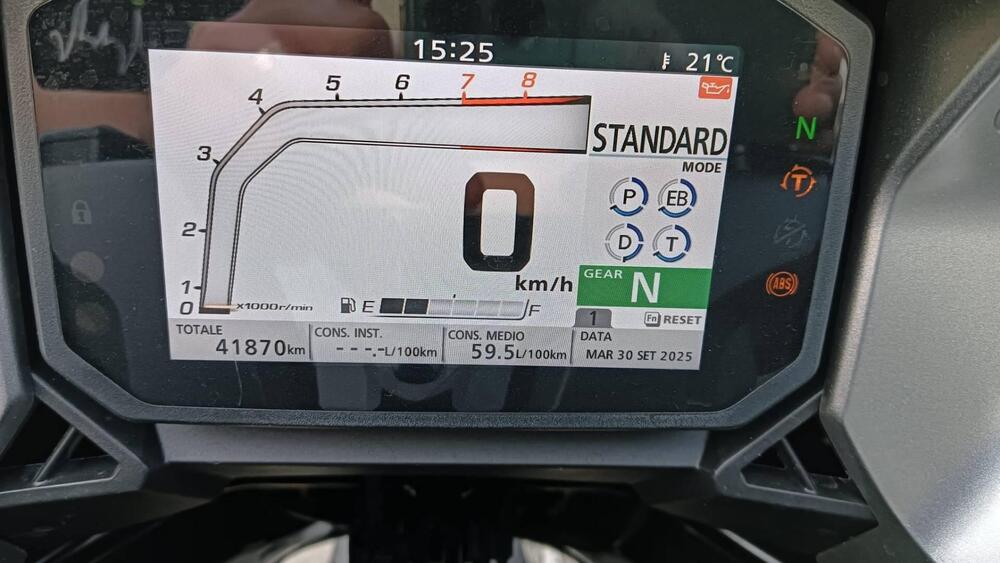 15:25
21°C
4 5 6 7 8
3
2
1
0
x1000r/min
STANDARD
MODE
P EB
D T
0
km/h
GEAR N
E F
1
Fn RESET
TOTALE
41870km
CONS. INST.
---.-L/100km
CONS. MEDIO
59.5L/100km
DATA
MAR 30 SET 2025
N
T
ABS